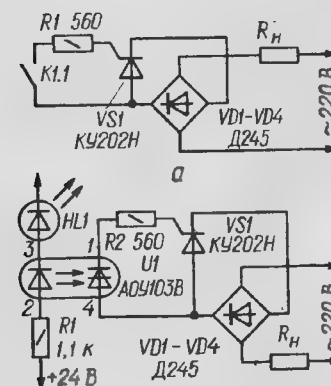 R1 560
K1.1
VS1
КУ202Н
Rн
VD1-VD4
Д245
~220 В
а
HL1
3
1
R2 560
U1
АОУ103В
2
4
R1
1,1 к
+24 В
VS1
КУ202Н
VD1-VD4
Д245
Rн
~220 В